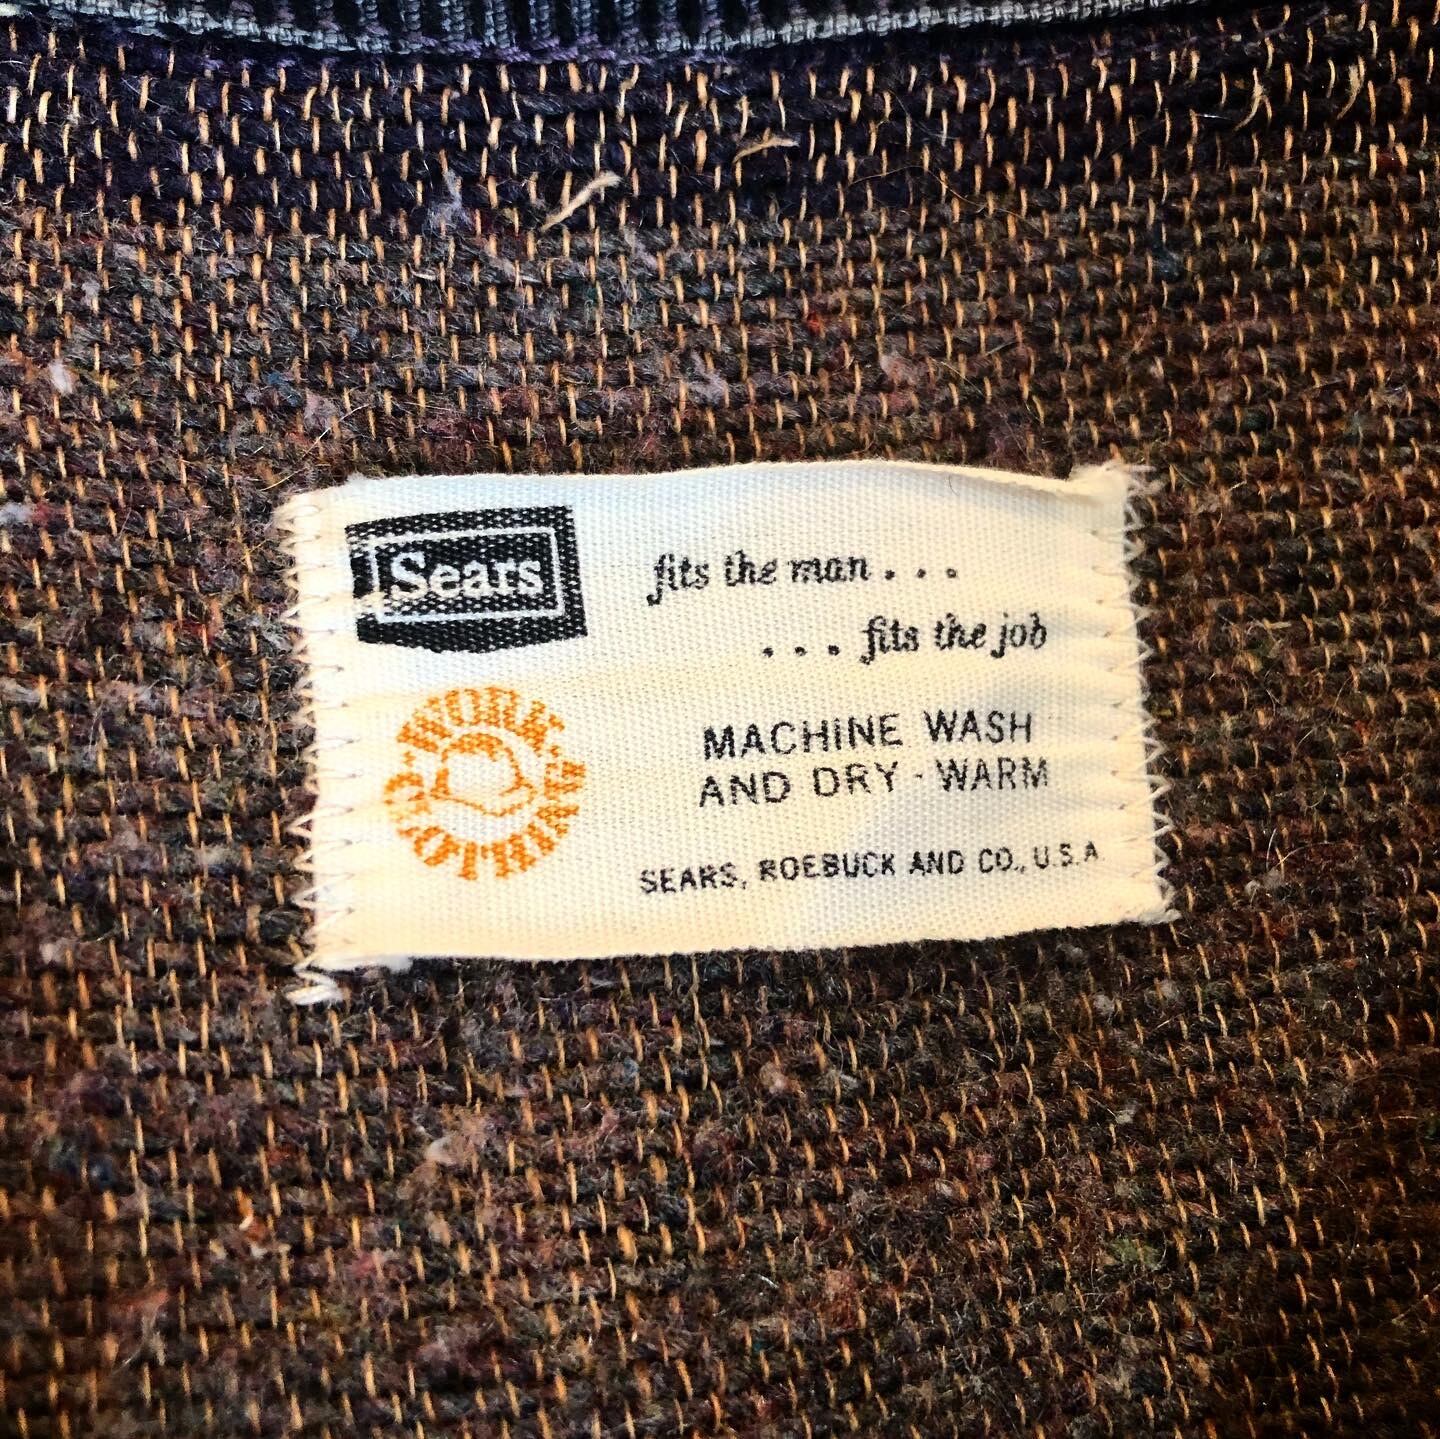 Sears
fits the man . . .
. . . fits the job
WORK CLOTHING
MACHINE WASH
AND DRY - WARM
SEARS, ROEBUCK AND CO., U.S.A.